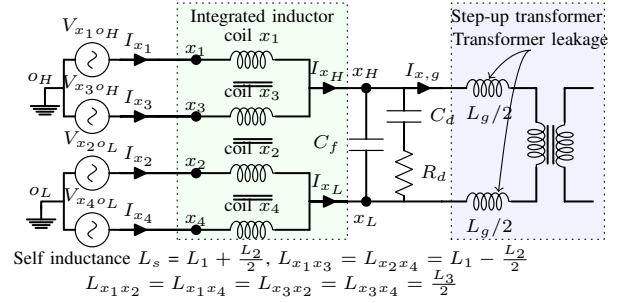 Integrated inductor
Step-up transformer
V_{x_1 o_H}
I_{x_1}
x_1
coil x_1
Transformer leakage
o_H
V_{x_3 o_H}
I_{x_3}
x_3
coil x_3
I_{x_H}
x_H
I_{x,g}
L_g/2
C_d
C_f
V_{x_2 o_L}
I_{x_2}
x_2
coil x_2
R_d
o_L
V_{x_4 o_L}
I_{x_4}
x_4
coil x_4
I_{x_L}
x_L
L_g/2
Self inductance L_s = L_1 + \frac{L_2}{2}, L_{x_1 x_3} = L_{x_2 x_4} = L_1 - \frac{L_2}{2}
L_{x_1 x_2} = L_{x_1 x_4} = L_{x_3 x_2} = L_{x_3 x_4} = \frac{L_3}{2}